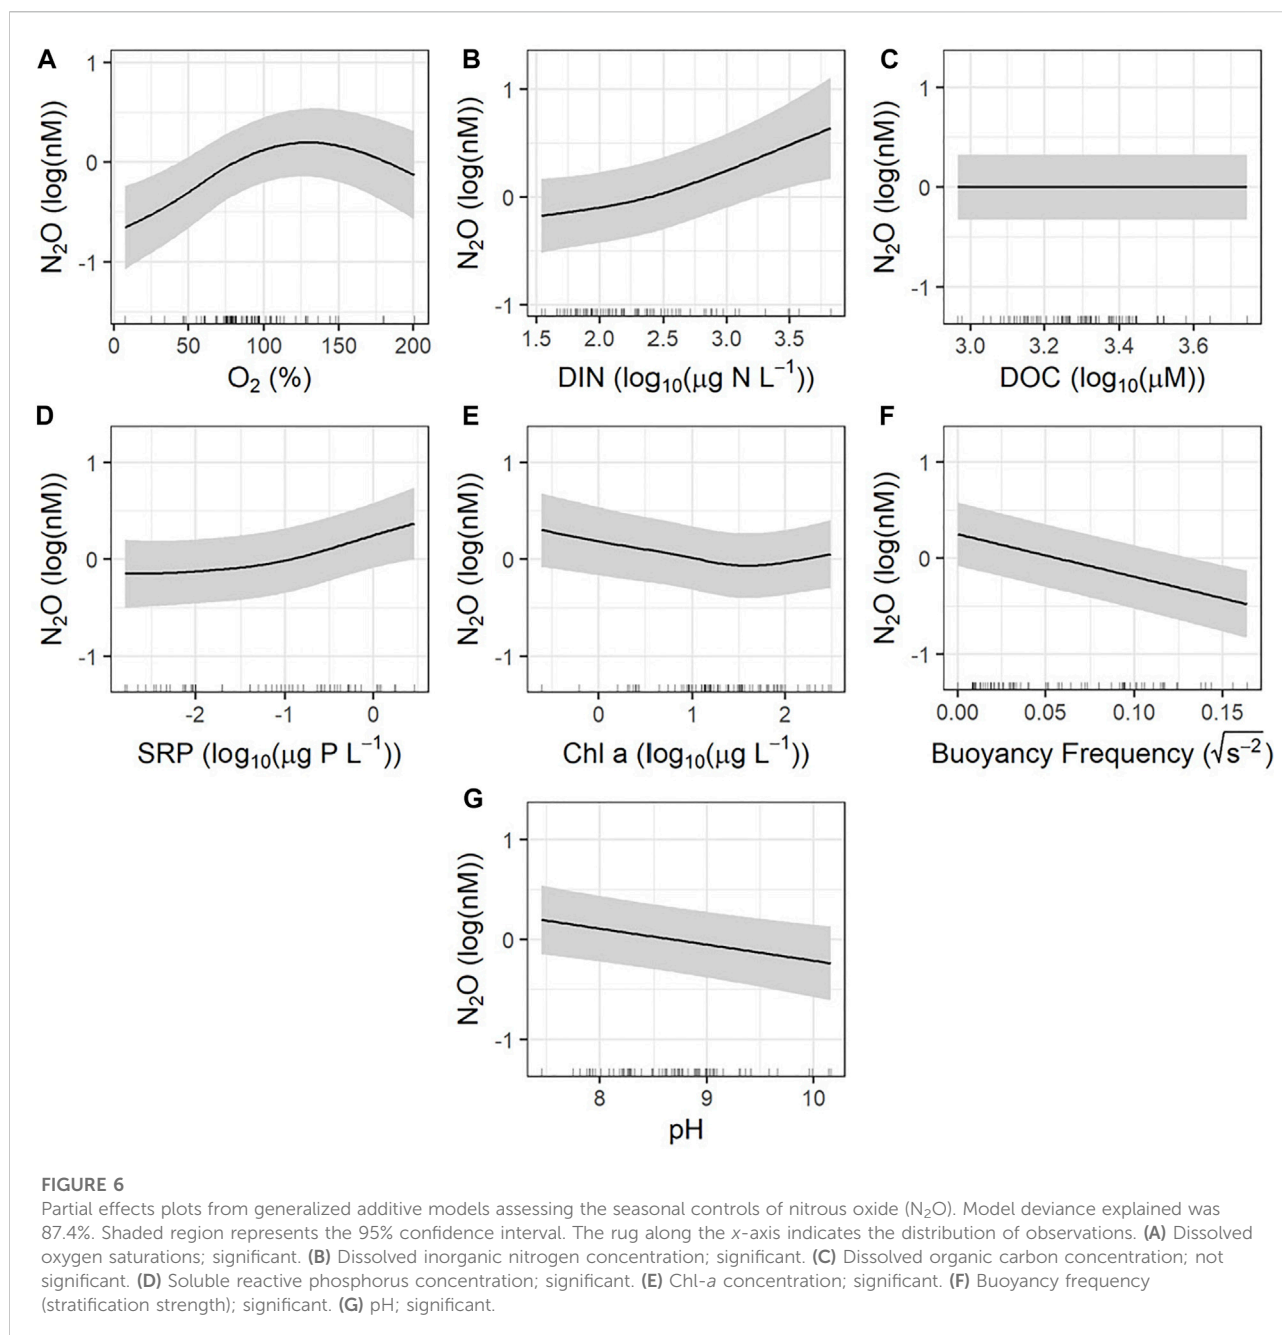 A
N₂O (log(nM))
1
0
-1
0
50
100
150
200
O₂ (%)
B
N₂O (log(nM))
1
0
-1
1.5
2.0
2.5
3.0
3.5
DIN (log₁₀(μg N L⁻¹))
C
N₂O (log(nM))
1
0
-1
3.0
3.2
3.4
3.6
DOC (log₁₀(μM))
D
N₂O (log(nM))
1
0
-1
-2
-1
0
SRP (log₁₀(μg P L⁻¹))
E
N₂O (log(nM))
1
0
-1
0
1
2
Chl a (log₁₀(μg L⁻¹))
F
N₂O (log(nM))
1
0
-1
0.00
0.05
0.10
0.15
Buoyancy Frequency (√s⁻²)
G
N₂O (log(nM))
1
0
-1
8
9
10
pH
FIGURE 6
Partial effects plots from generalized additive models assessing the seasonal controls of nitrous oxide (N₂O). Model deviance explained was
87.4%. Shaded region represents the 95% confidence interval. The rug along the x-axis indicates the distribution of observations. (A) Dissolved
oxygen saturations; significant. (B) Dissolved inorganic nitrogen concentration; significant. (C) Dissolved organic carbon concentration; not
significant. (D) Soluble reactive phosphorus concentration; significant. (E) Chl-a concentration; significant. (F) Buoyancy frequency
(stratification strength); significant. (G) pH; significant.